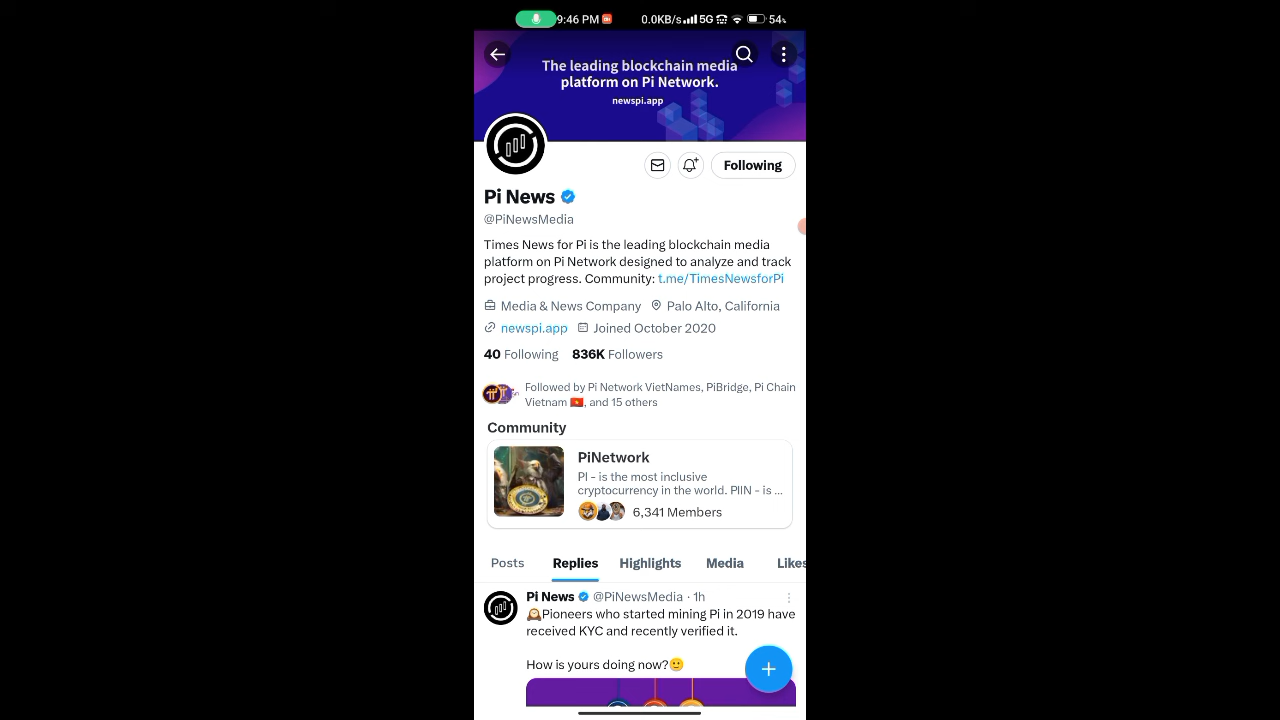 9:46 PM 0.0KB/s 5G 54%
The leading blockchain media
platform on Pi Network.
newspi.app
Following
Pi News
@PiNewsMedia
Times News for Pi is the leading blockchain media
platform on Pi Network designed to analyze and track
project progress. Community: t.me/TimesNewsforPi
Media & News Company Palo Alto, California
newspi.app Joined October 2020
40 Following 836K Followers
Followed by Pi Network VietNames, PiBridge, Pi Chain
Vietnam 🇻🇳, and 15 others
Community
PiNetwork
PI - is the most inclusive
cryptocurrency in the world. PIIN - is ...
6,341 Members
Posts Replies Highlights Media Likes
Pi News @PiNewsMedia · 1h
🕰️Pioneers who started mining Pi in 2019 have
received KYC and recently verified it.
How is yours doing now?🙂